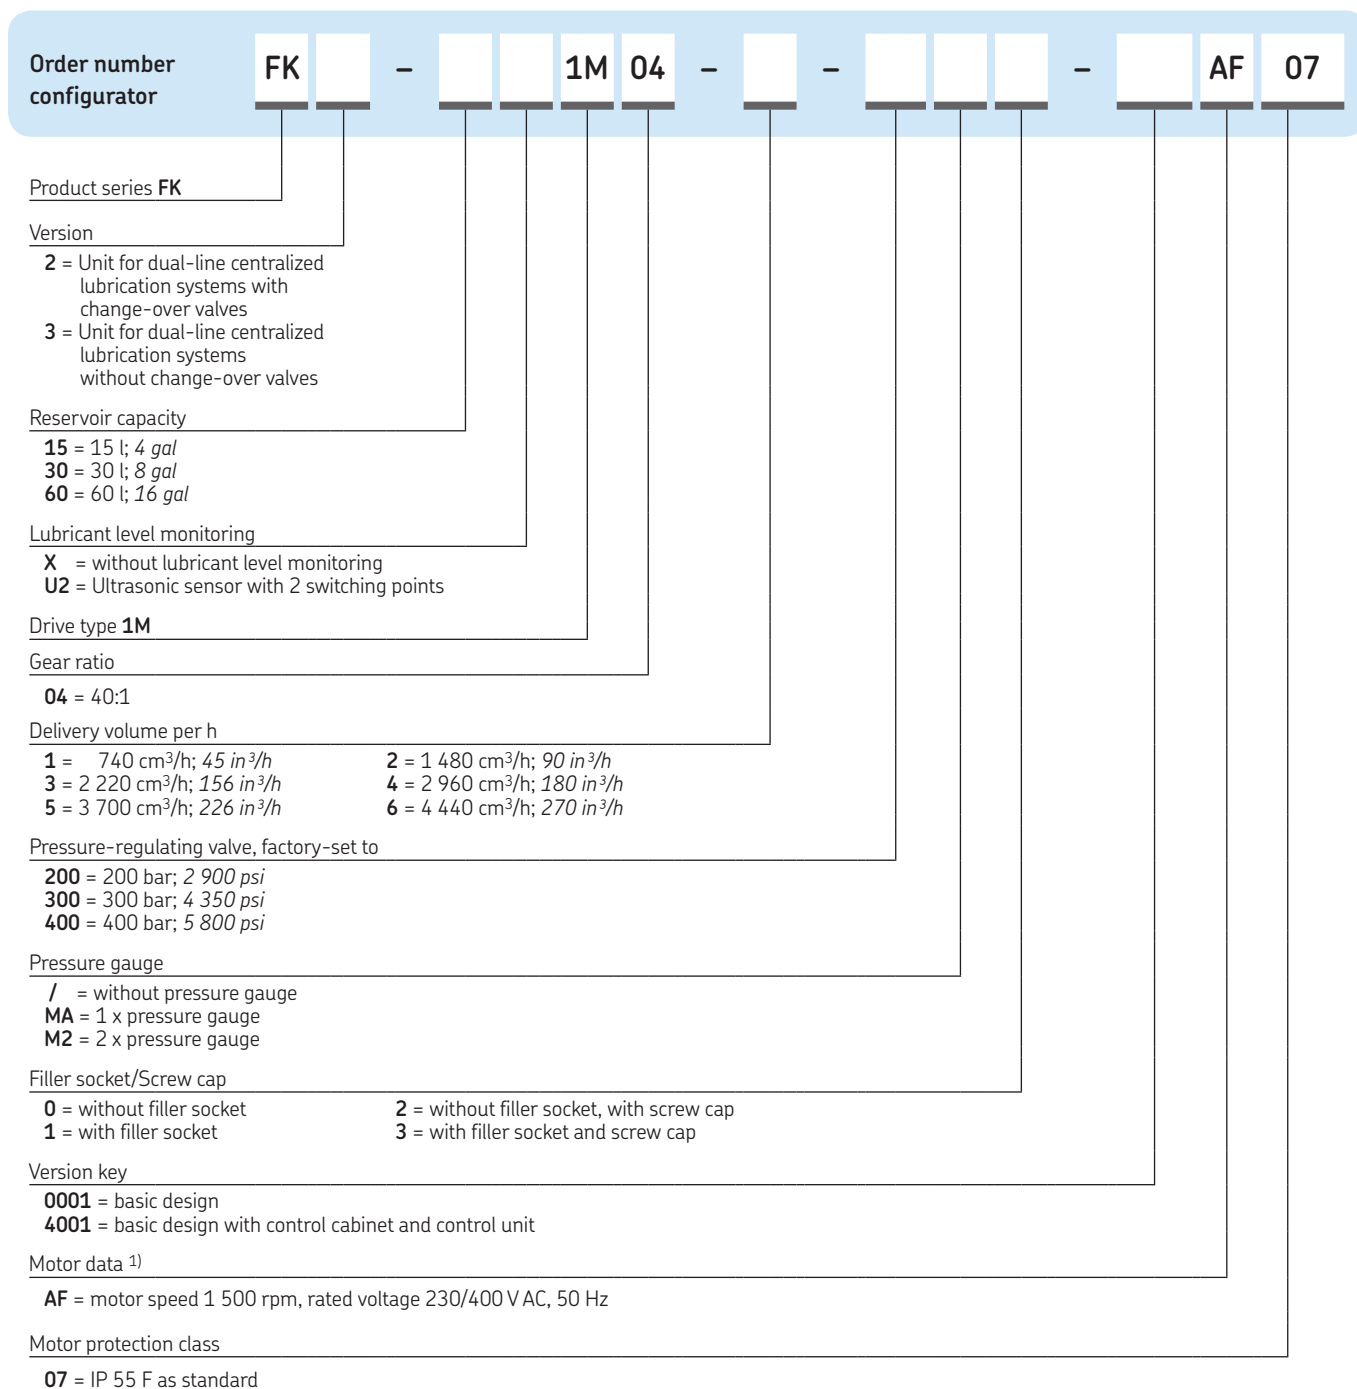 Order number
configurator
FK – 1M 04 – – – AF 07
Product series FK
Version
2 = Unit for dual-line centralized
lubrication systems with
change-over valves
3 = Unit for dual-line centralized
lubrication systems
without change-over valves
Reservoir capacity
15 = 15 l; 4 gal
30 = 30 l; 8 gal
60 = 60 l; 16 gal
Lubricant level monitoring
X = without lubricant level monitoring
U2 = Ultrasonic sensor with 2 switching points
Drive type 1M
Gear ratio
04 = 40:1
Delivery volume per h
1 = 740 cm³/h; 45 in³/h 2 = 1 480 cm³/h; 90 in³/h
3 = 2 220 cm³/h; 156 in³/h 4 = 2 960 cm³/h; 180 in³/h
5 = 3 700 cm³/h; 226 in³/h 6 = 4 440 cm³/h; 270 in³/h
Pressure-regulating valve, factory-set to
200 = 200 bar; 2 900 psi
300 = 300 bar; 4 350 psi
400 = 400 bar; 5 800 psi
Pressure gauge
/ = without pressure gauge
MA = 1 x pressure gauge
M2 = 2 x pressure gauge
Filler socket/Screw cap
0 = without filler socket 2 = without filler socket, with screw cap
1 = with filler socket 3 = with filler socket and screw cap
Version key
0001 = basic design
4001 = basic design with control cabinet and control unit
Motor data 1)
AF = motor speed 1 500 rpm, rated voltage 230/400 V AC, 50 Hz
Motor protection class
07 = IP 55 F as standard